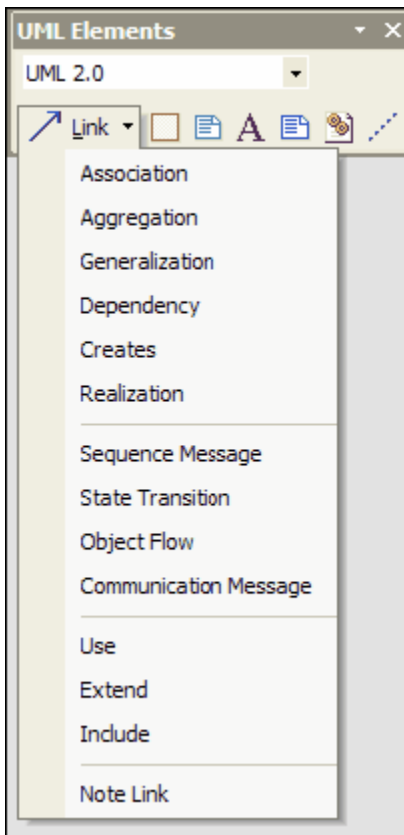 UML Elements
UML 2.0
Link A
Association
Aggregation
Generalization
Dependency
Creates
Realization
Sequence Message
State Transition
Object Flow
Communication Message
Use
Extend
Include
Note Link